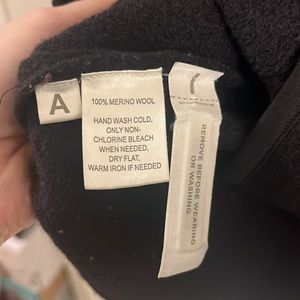 A
100% MERINO WOOL
HAND WASH COLD,
ONLY NON-
CHLORINE BLEACH
WHEN NEEDED,
DRY FLAT,
WARM IRON IF NEEDED
REMOVE BEFORE WEARING
OR WASHING